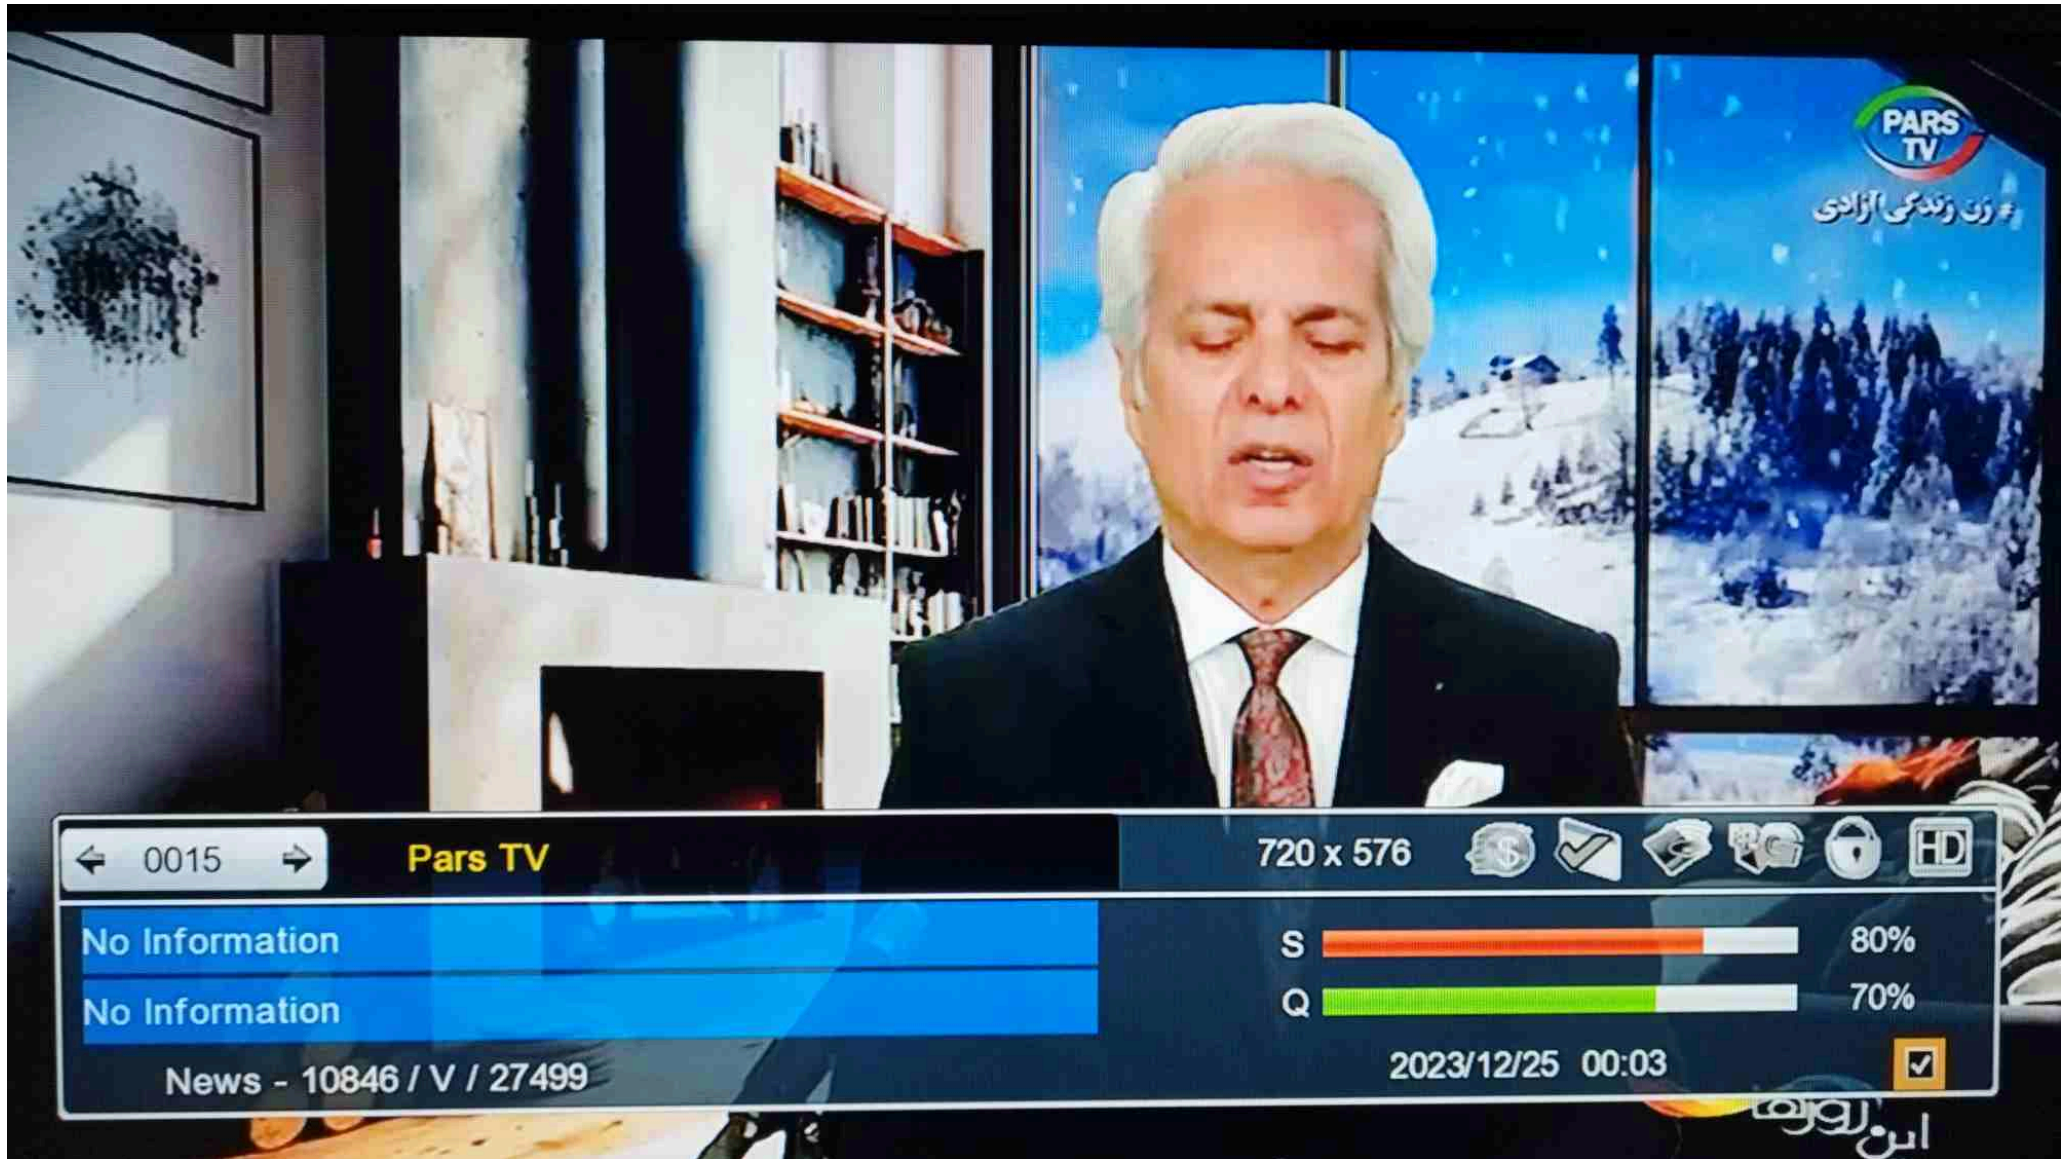 PARS
TV
# زن زندگی آزادی
0015
Pars TV
720 x 576
$
HD
No Information
S
80%
No Information
Q
70%
News - 10846 / V / 27499
2023/12/25 00:03
این روزها